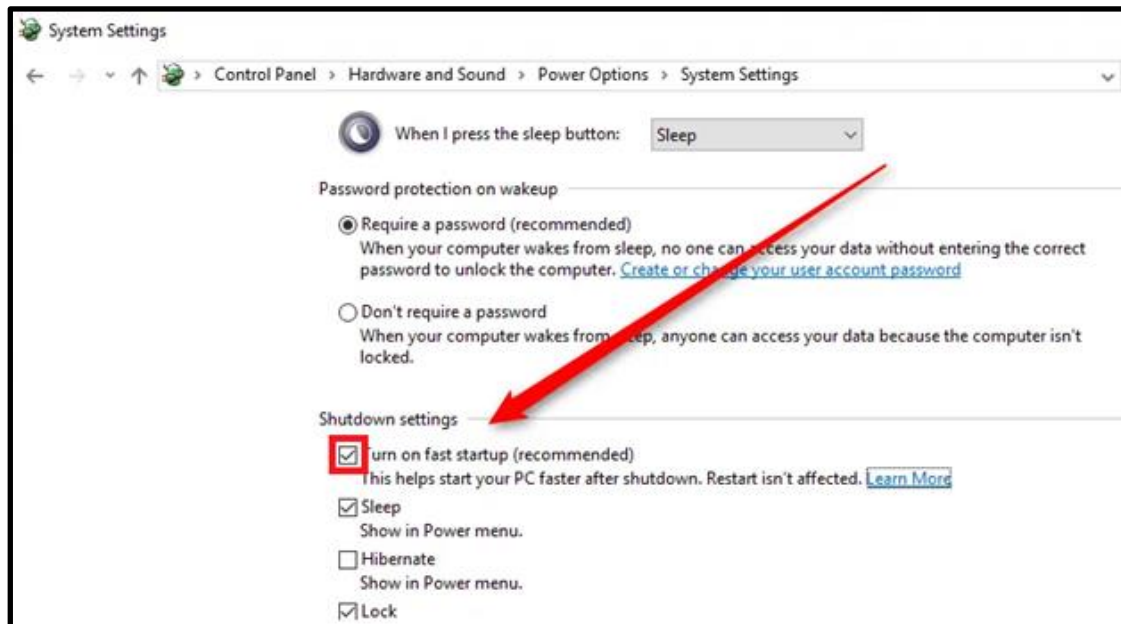 System Settings
Control Panel > Hardware and Sound > Power Options > System Settings
When I press the sleep button: Sleep
Password protection on wakeup
Require a password (recommended)
When your computer wakes from sleep, no one can access your data without entering the correct
password to unlock the computer. Create or change your user account password
Don't require a password
When your computer wakes from sleep, anyone can access your data because the computer isn't
locked.
Shutdown settings
Turn on fast startup (recommended)
This helps start your PC faster after shutdown. Restart isn't affected. Learn More
Sleep
Show in Power menu.
Hibernate
Show in Power menu.
Lock